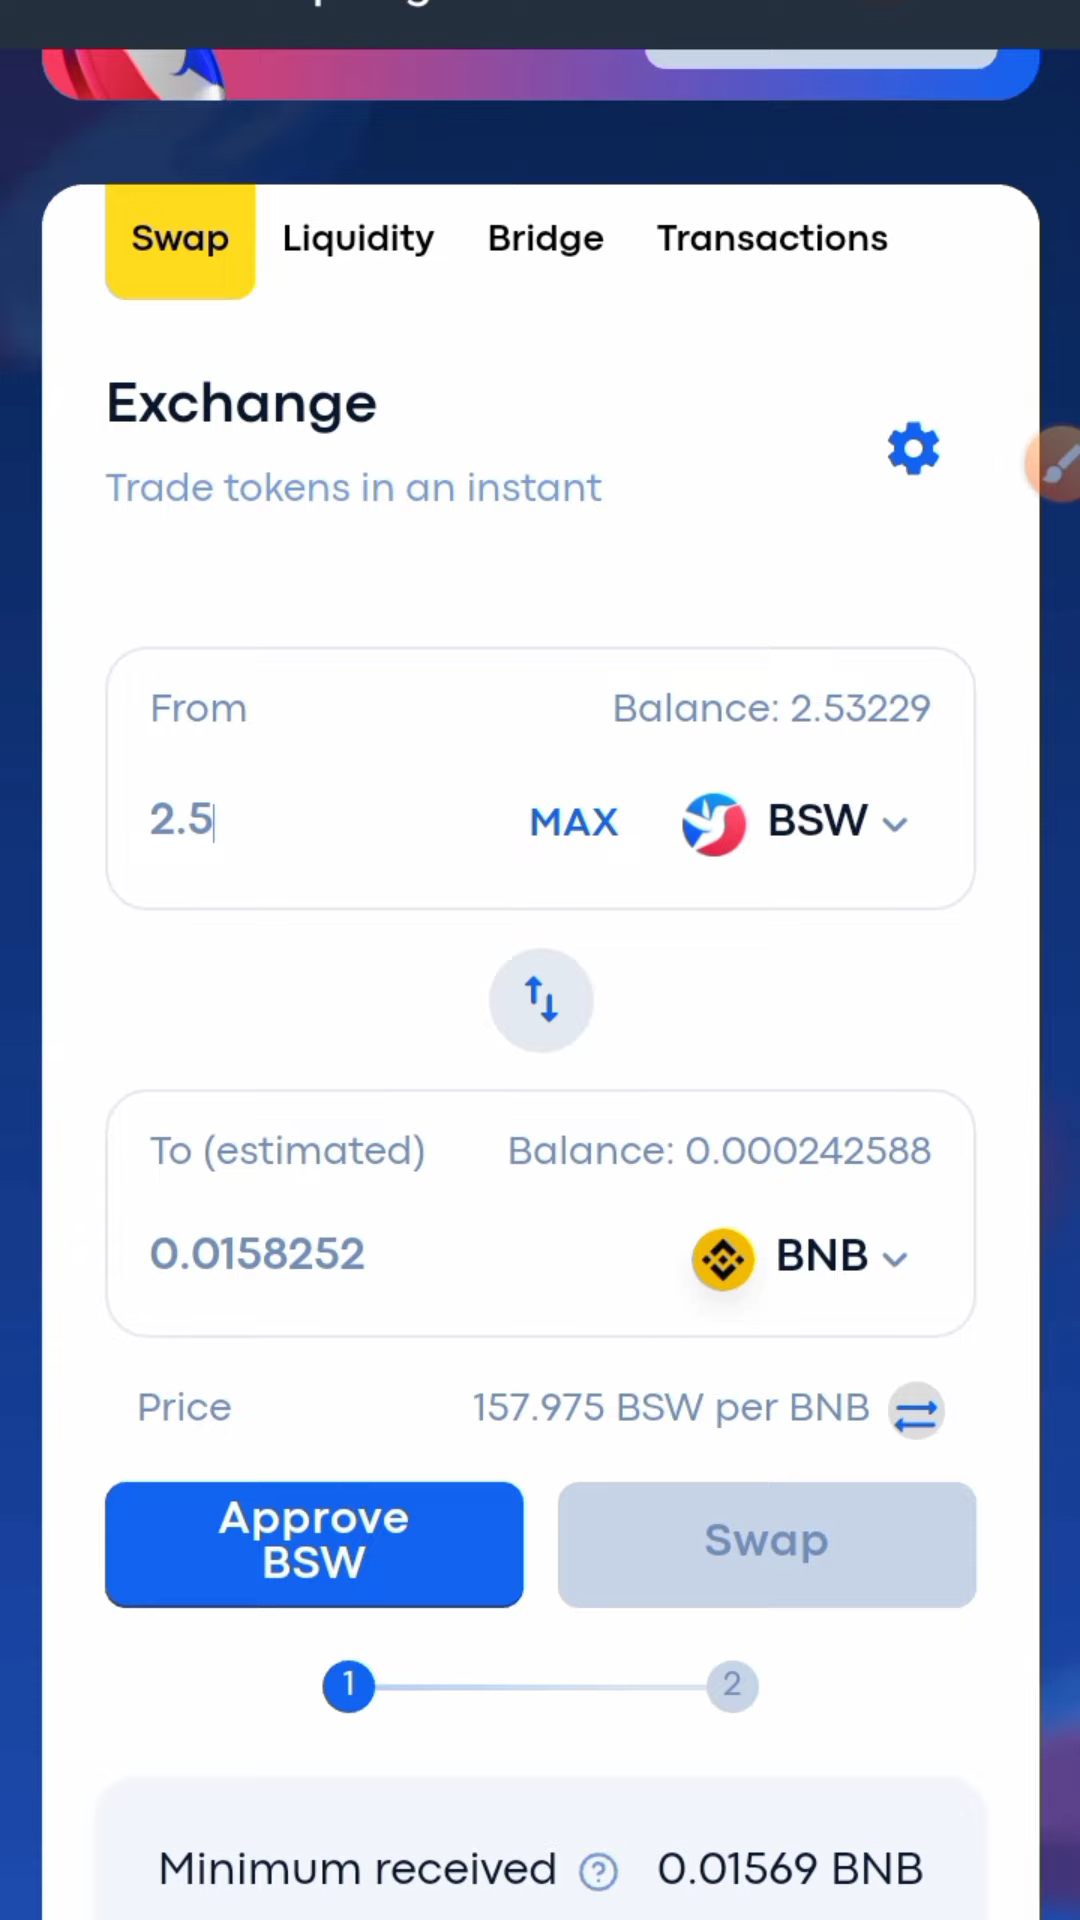 Swap Liquidity Bridge Transactions
Exchange
Trade tokens in an instant
From Balance: 2.53229
2.5 MAX BSW
To (estimated) Balance: 0.000242588
0.0158252 BNB
Price 157.975 BSW per BNB
Approve
BSW
Swap
1 2
Minimum received ? 0.01569 BNB